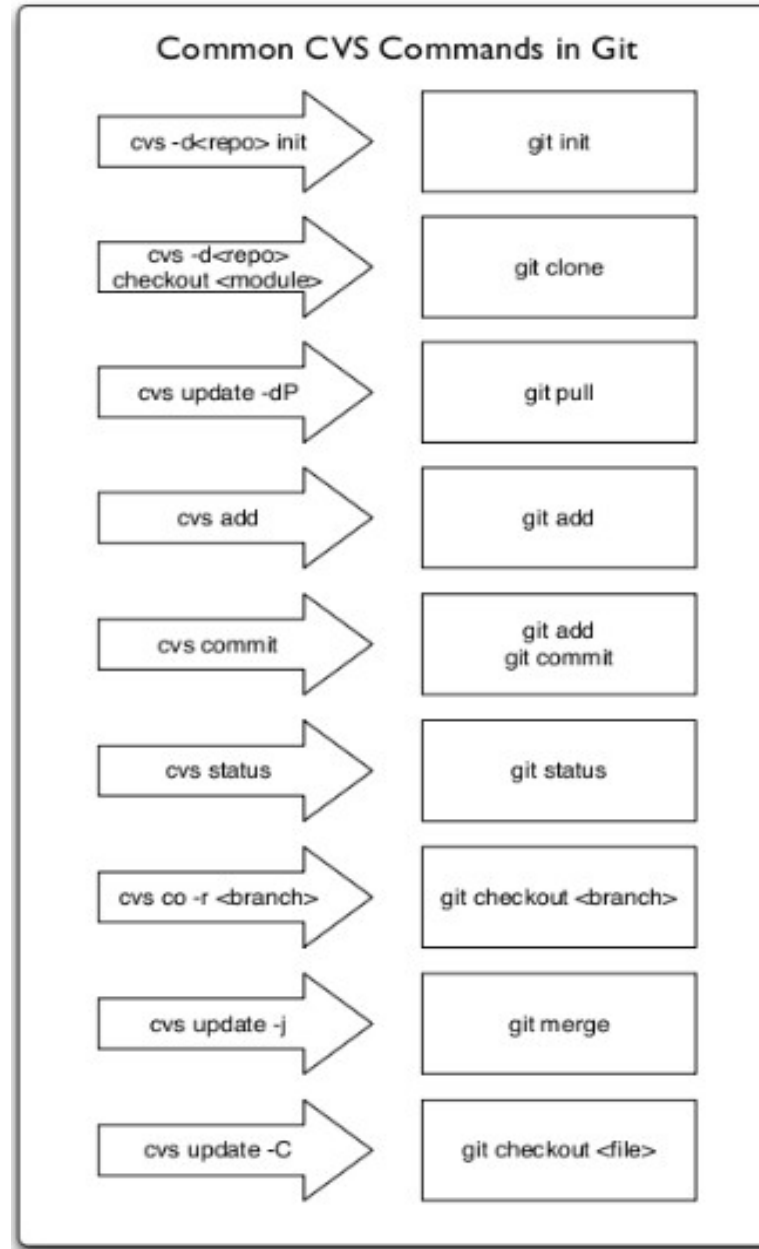 Common CVS Commands in Git
cvs -d<repo> init
git init
cvs -d<repo>
checkout <module>
git clone
cvs update -dP
git pull
cvs add
git add
cvs commit
git add
git commit
cvs status
git status
cvs co -r <branch>
git checkout <branch>
cvs update -j
git merge
cvs update -C
git checkout <file>